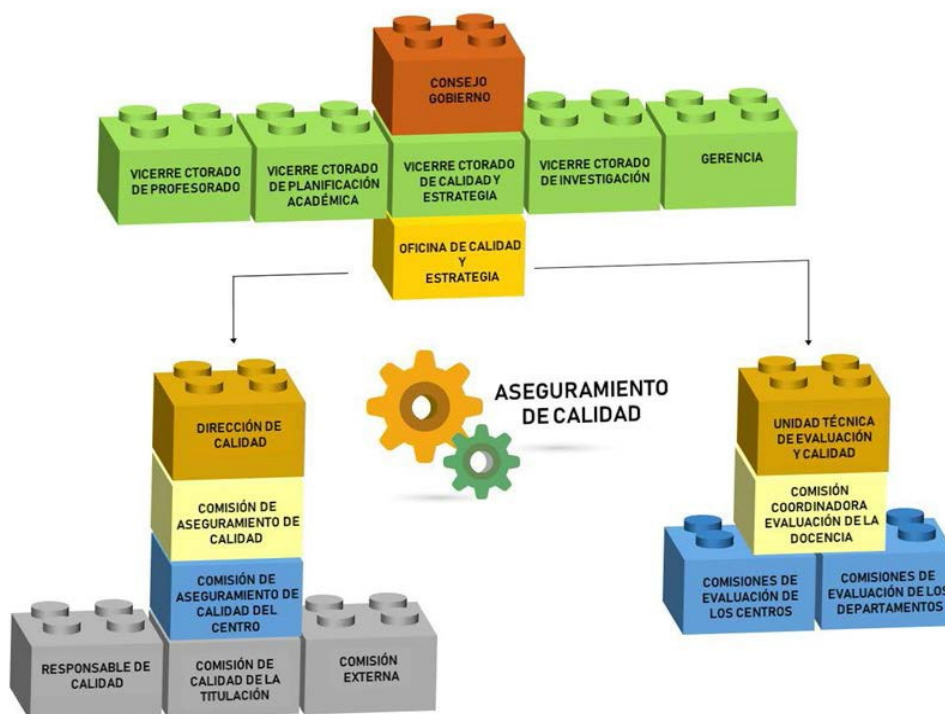 CONSEJO
GOBIERNO
VICERRE CTORADO
DE PROFESORADO
VICERRE CTORADO
DE PLANIFICACIÓN
ACADÉMICA
VICERRE CTORADO
DE CALIDAD Y
ESTRATEGIA
VICERRE CTORADO
DE INVESTIGACIÓN
GERENCIA
OFICINA DE CALIDAD
Y
ESTRATEGIA
ASEGURAMIENTO
DE CALIDAD
DIRECCIÓN DE
CALIDAD
COMISIÓN DE
ASEGURAMIENTO DE
CALIDAD
COMISIÓN DE
ASEGURAMIENTO DE
CALIDAD DEL
CENTRO
RESPONSABLE DE
CALIDAD
COMISIÓN DE
CALIDAD DE LA
TITULACIÓN
COMISIÓN
EXTERNA
UNIDAD TÉCNICA
DE EVALUACIÓN
Y CALIDAD
COMISIÓN
COORDINADORA
EVALUACIÓN DE LA
DOCENCIA
COMISIONES DE
EVALUACIÓN DE
LOS CENTROS
COMISIONES DE
EVALUACIÓN DE LOS
DEPARTAMENTOS